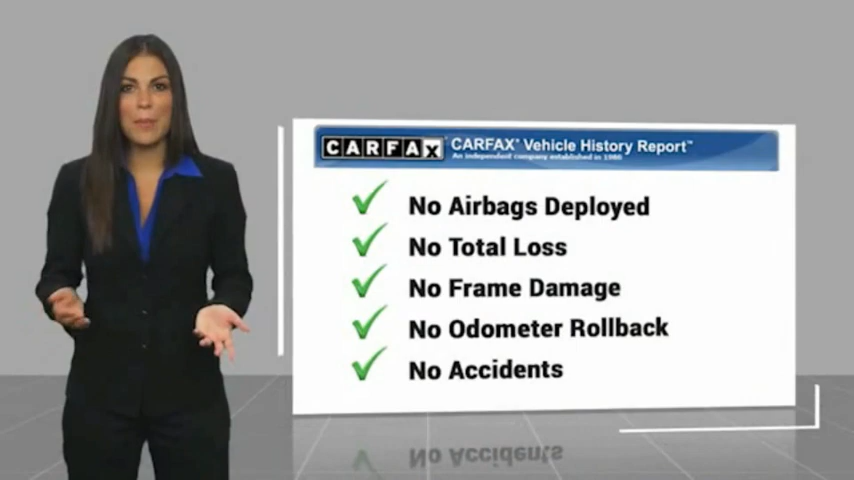 CARFAX CARFAX® Vehicle History Report™
An independent company established in 1986
No Airbags Deployed
No Total Loss
No Frame Damage
No Odometer Rollback
No Accidents
No Accidents